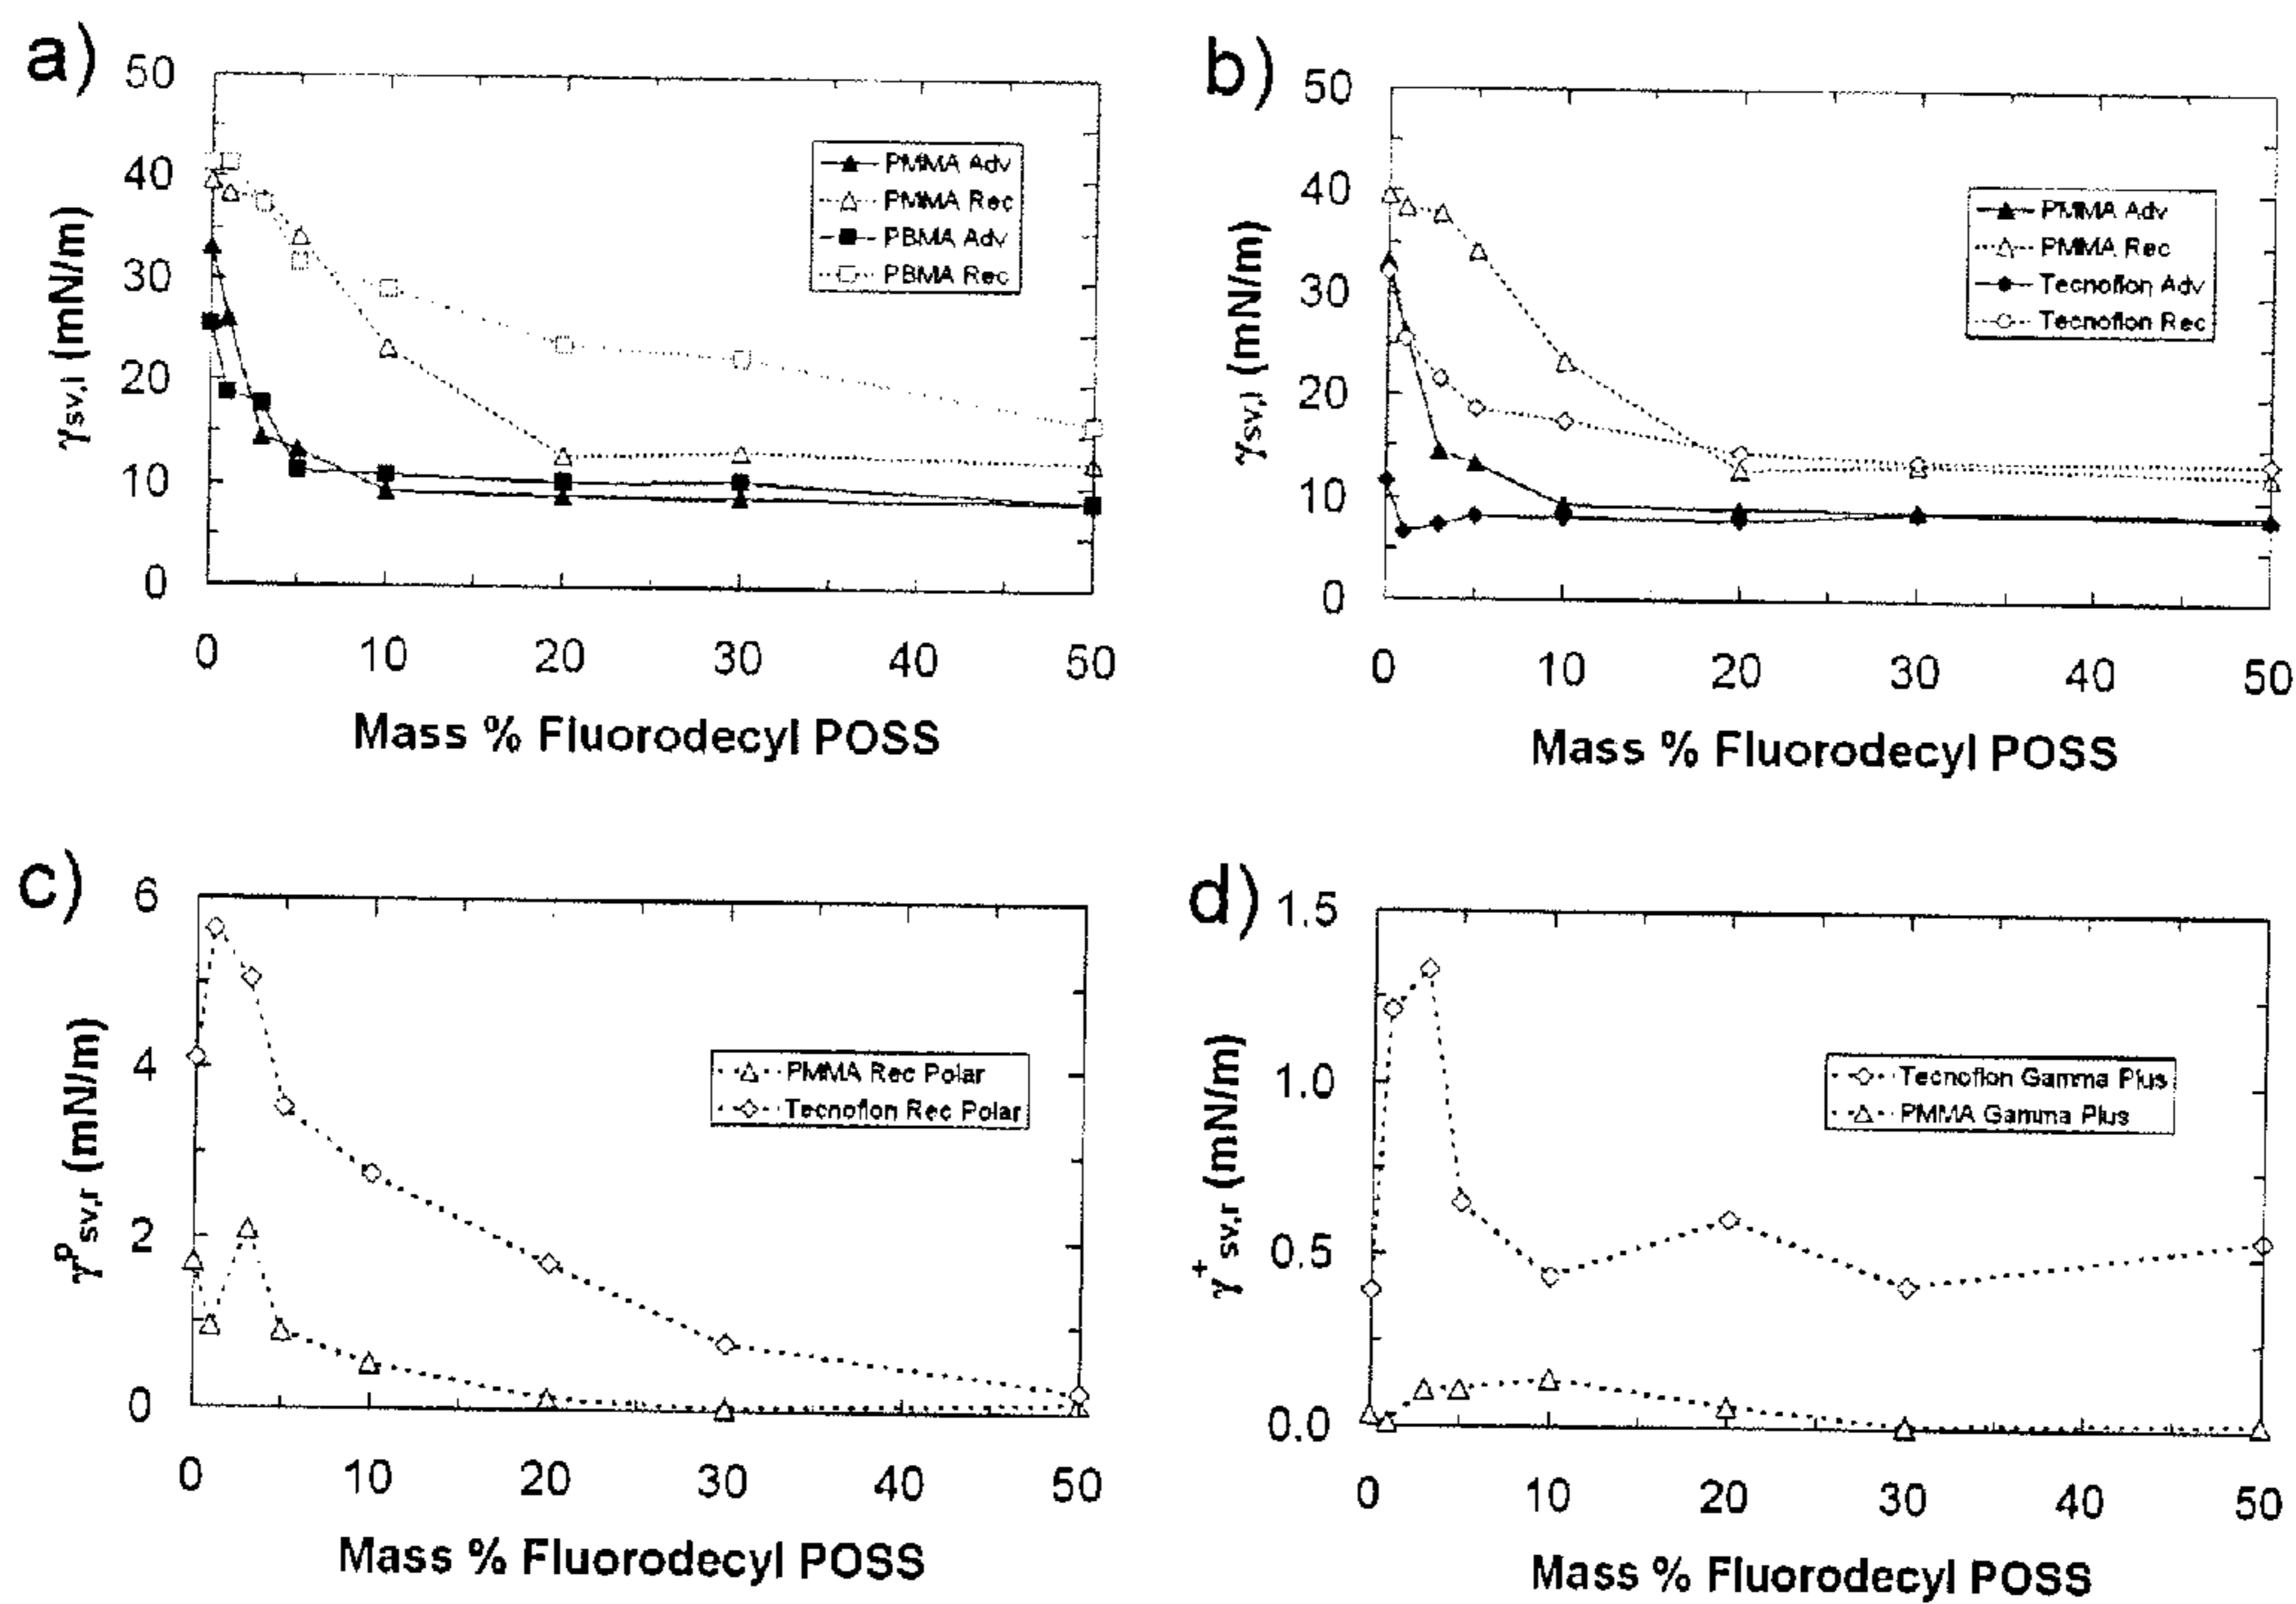 a)
50
40
30
20
10
0
γsv,i (mN/m)
PMMA Adv
PMMA Rec
PBMA Adv
PBMA Rec
0 10 20 30 40 50
Mass % Fluorodecyl POSS
b)
50
40
30
20
10
0
γsv,i (mN/m)
PMMA Adv
PMMA Rec
Tecnoflon Adv
Tecnoflon Rec
0 10 20 30 40 50
Mass % Fluorodecyl POSS
c)
6
4
2
0
γᵖsv,r (mN/m)
PMMA Rec Polar
Tecnoflon Rec Polar
0 10 20 30 40 50
Mass % Fluorodecyl POSS
d)
1.5
1.0
0.5
0.0
γ⁺sv,r (mN/m)
Tecnoflon Gamma Plus
PMMA Gamma Plus
0 10 20 30 40 50
Mass % Fluorodecyl POSS